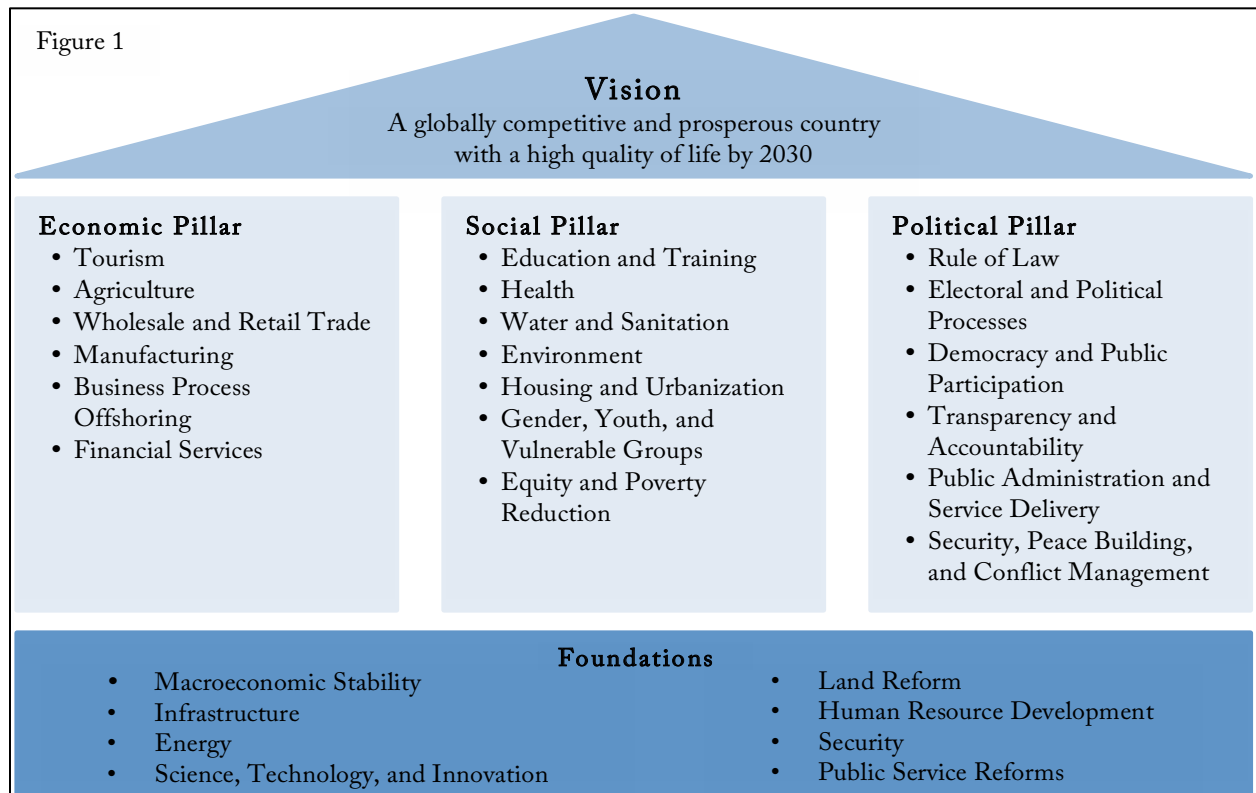 Figure 1
Vision
A globally competitive and prosperous country
with a high quality of life by 2030
Economic Pillar
• Tourism
• Agriculture
• Wholesale and Retail Trade
• Manufacturing
• Business Process
Offshoring
• Financial Services
Social Pillar
• Education and Training
• Health
• Water and Sanitation
• Environment
• Housing and Urbanization
• Gender, Youth, and
Vulnerable Groups
• Equity and Poverty
Reduction
Political Pillar
• Rule of Law
• Electoral and Political
Processes
• Democracy and Public
Participation
• Transparency and
Accountability
• Public Administration and
Service Delivery
• Security, Peace Building,
and Conflict Management
Foundations
• Macroeconomic Stability
• Infrastructure
• Energy
• Science, Technology, and Innovation
• Land Reform
• Human Resource Development
• Security
• Public Service Reforms